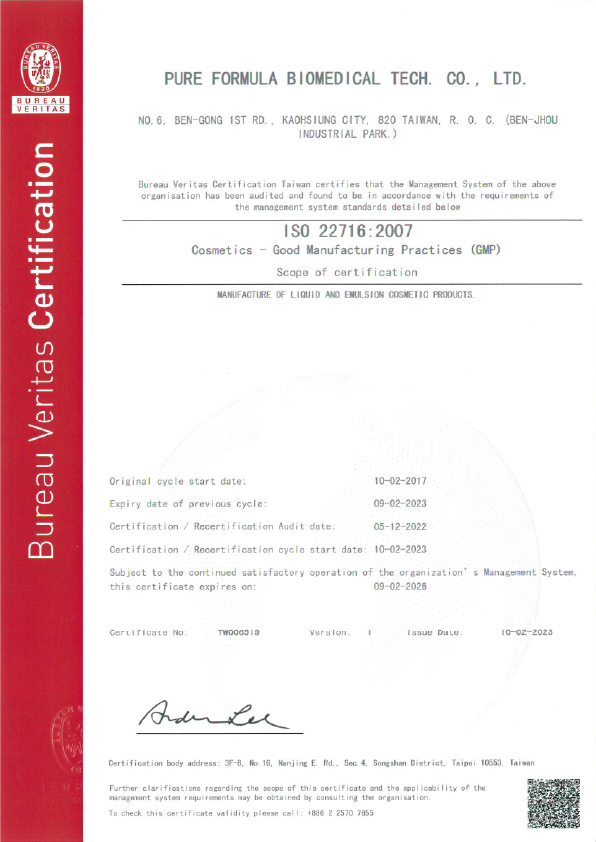 BUREAU VERITAS
1828
BUREAU
VERITAS
Bureau Veritas Certification
PURE FORMULA BIOMEDICAL TECH. CO., LTD.
NO.6, BEN-GONG 1ST RD., KAOHSIUNG CITY, 820 TAIWAN, R. O. C. (BEN-JHOU
INDUSTRIAL PARK.)
Bureau Veritas Certification Taiwan certifies that the Management System of the above
organisation has been audited and found to be in accordance with the requirements of
the management system standards detailed below
ISO 22716:2007
Cosmetics – Good Manufacturing Practices (GMP)
Scope of certification
MANUFACTURE OF LIQUID AND EMULSION COSMETIC PRODUCTS.
Original cycle start date: 10-02-2017
Expiry date of previous cycle: 09-02-2023
Certification / Recertification Audit date: 05-12-2022
Certification / Recertification cycle start date: 10-02-2023
Subject to the continued satisfactory operation of the organization's Management System,
this certificate expires on: 09-02-2026
Certificate No: Version: 1 Issue Date: 10-02-2023
Certification body address: 3F-B, No.16, Nanjing E. Rd., Sec.4, Songshan District, Taipei 10553, Taiwan
Further clarifications regarding the scope of this certificate and the applicability of the
management system requirements may be obtained by consulting the organisation.
To check this certificate validity please call: +886 2 2570 7655